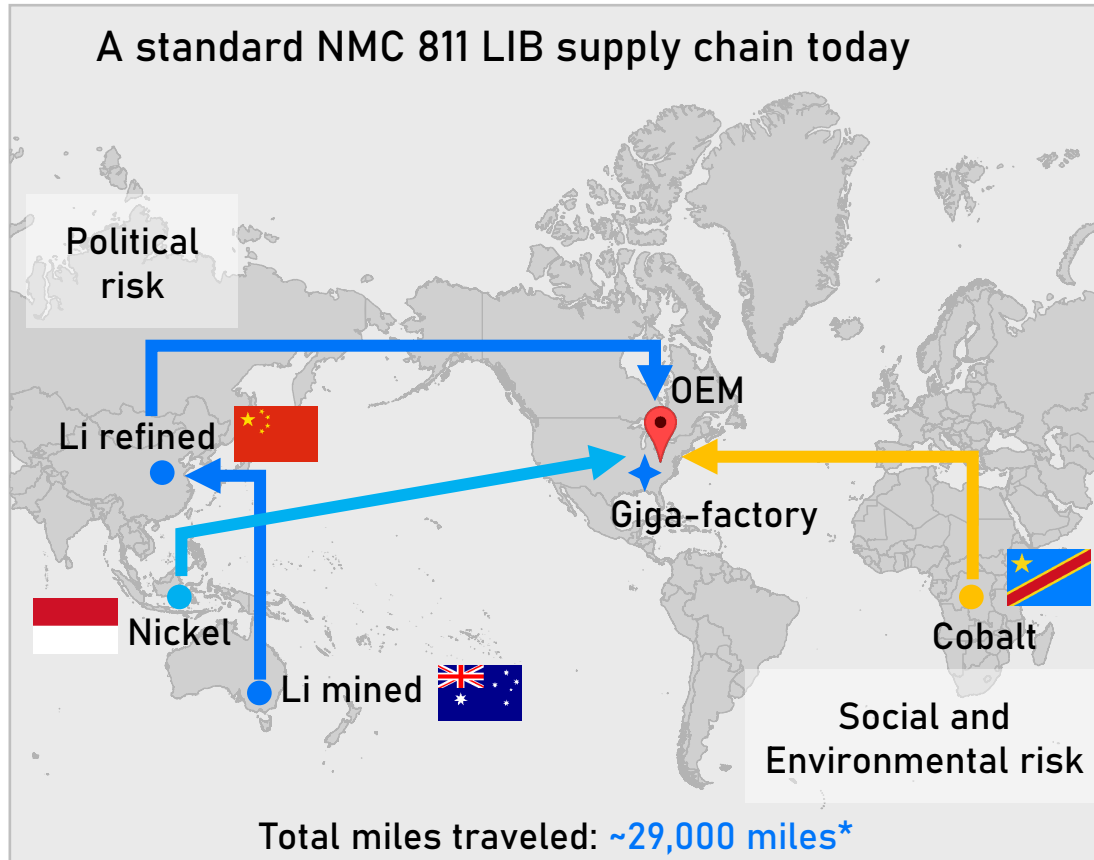 A standard NMC 811 LIB supply chain today
Political
risk
OEM
Li refined
Giga-factory
Nickel
Cobalt
Li mined
Social and
Environmental risk
Total miles traveled: ~29,000 miles*